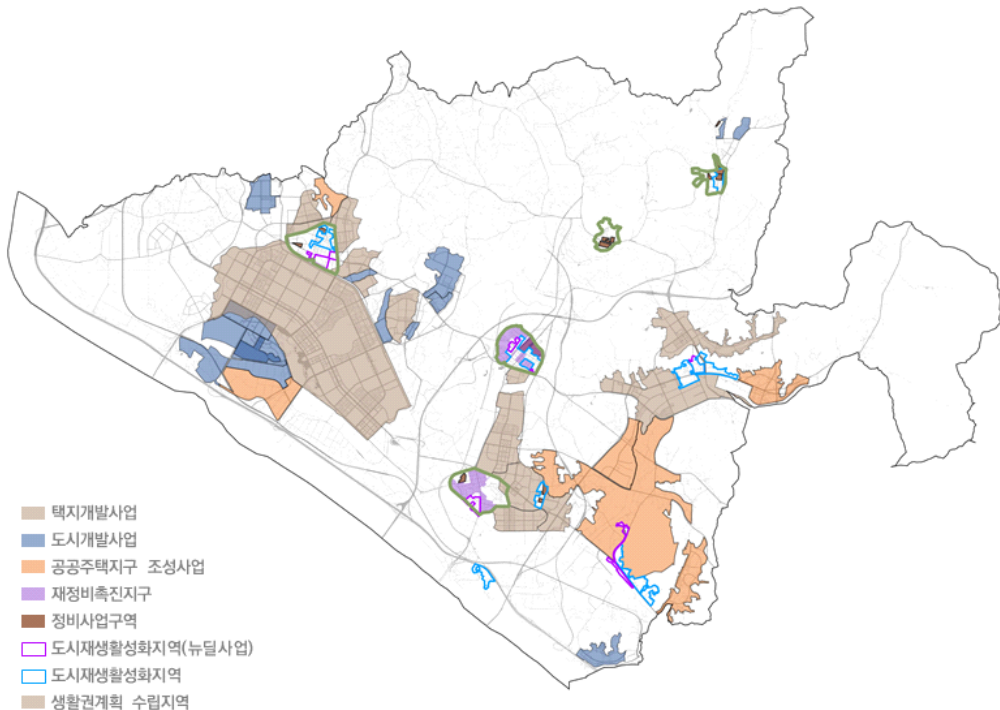 택지개발사업
도시개발사업
공공주택지구 조성사업
재정비촉진지구
정비사업구역
도시재생활성화지역(뉴딜사업)
도시재생활성화지역
생활권계획 수립지역